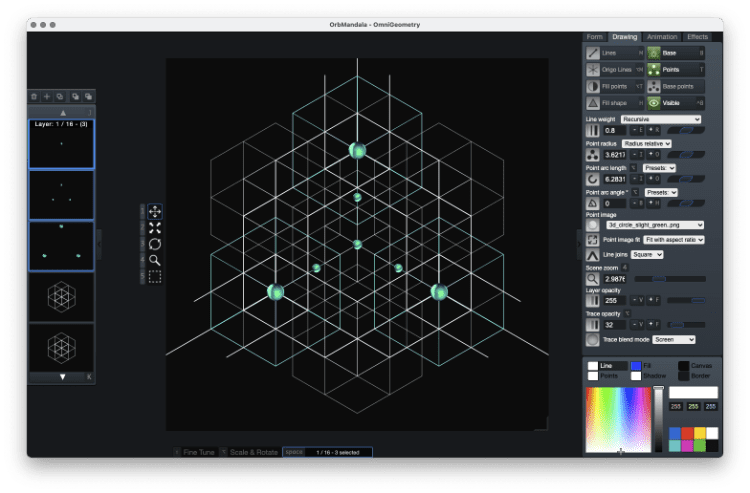 OrbMandala - OmniGeometry
Form Drawing Animation Effects
Lines Base
Origo Lines Points
Fill points Base points
Fill shape Visible
Layer: 1 / 16 - (3)
Line weight Recursive
0.8
Point radius Radius relative
3.6217
Point arc length Presets:
6.2831
Point arc angle ° Presets:
0
Point image
3d_circle_slight_green..png
Point image fit Fit with aspect ratio
Line joins Square
Scene zoom
2.987
Layer opacity
255
Trace opacity
32
Trace blend mode Screen
Line Fill Canvas
Points Shadow Border
255 255 255
K
Fine Tune Scale & Rotate space 1 / 16 - 3 selected